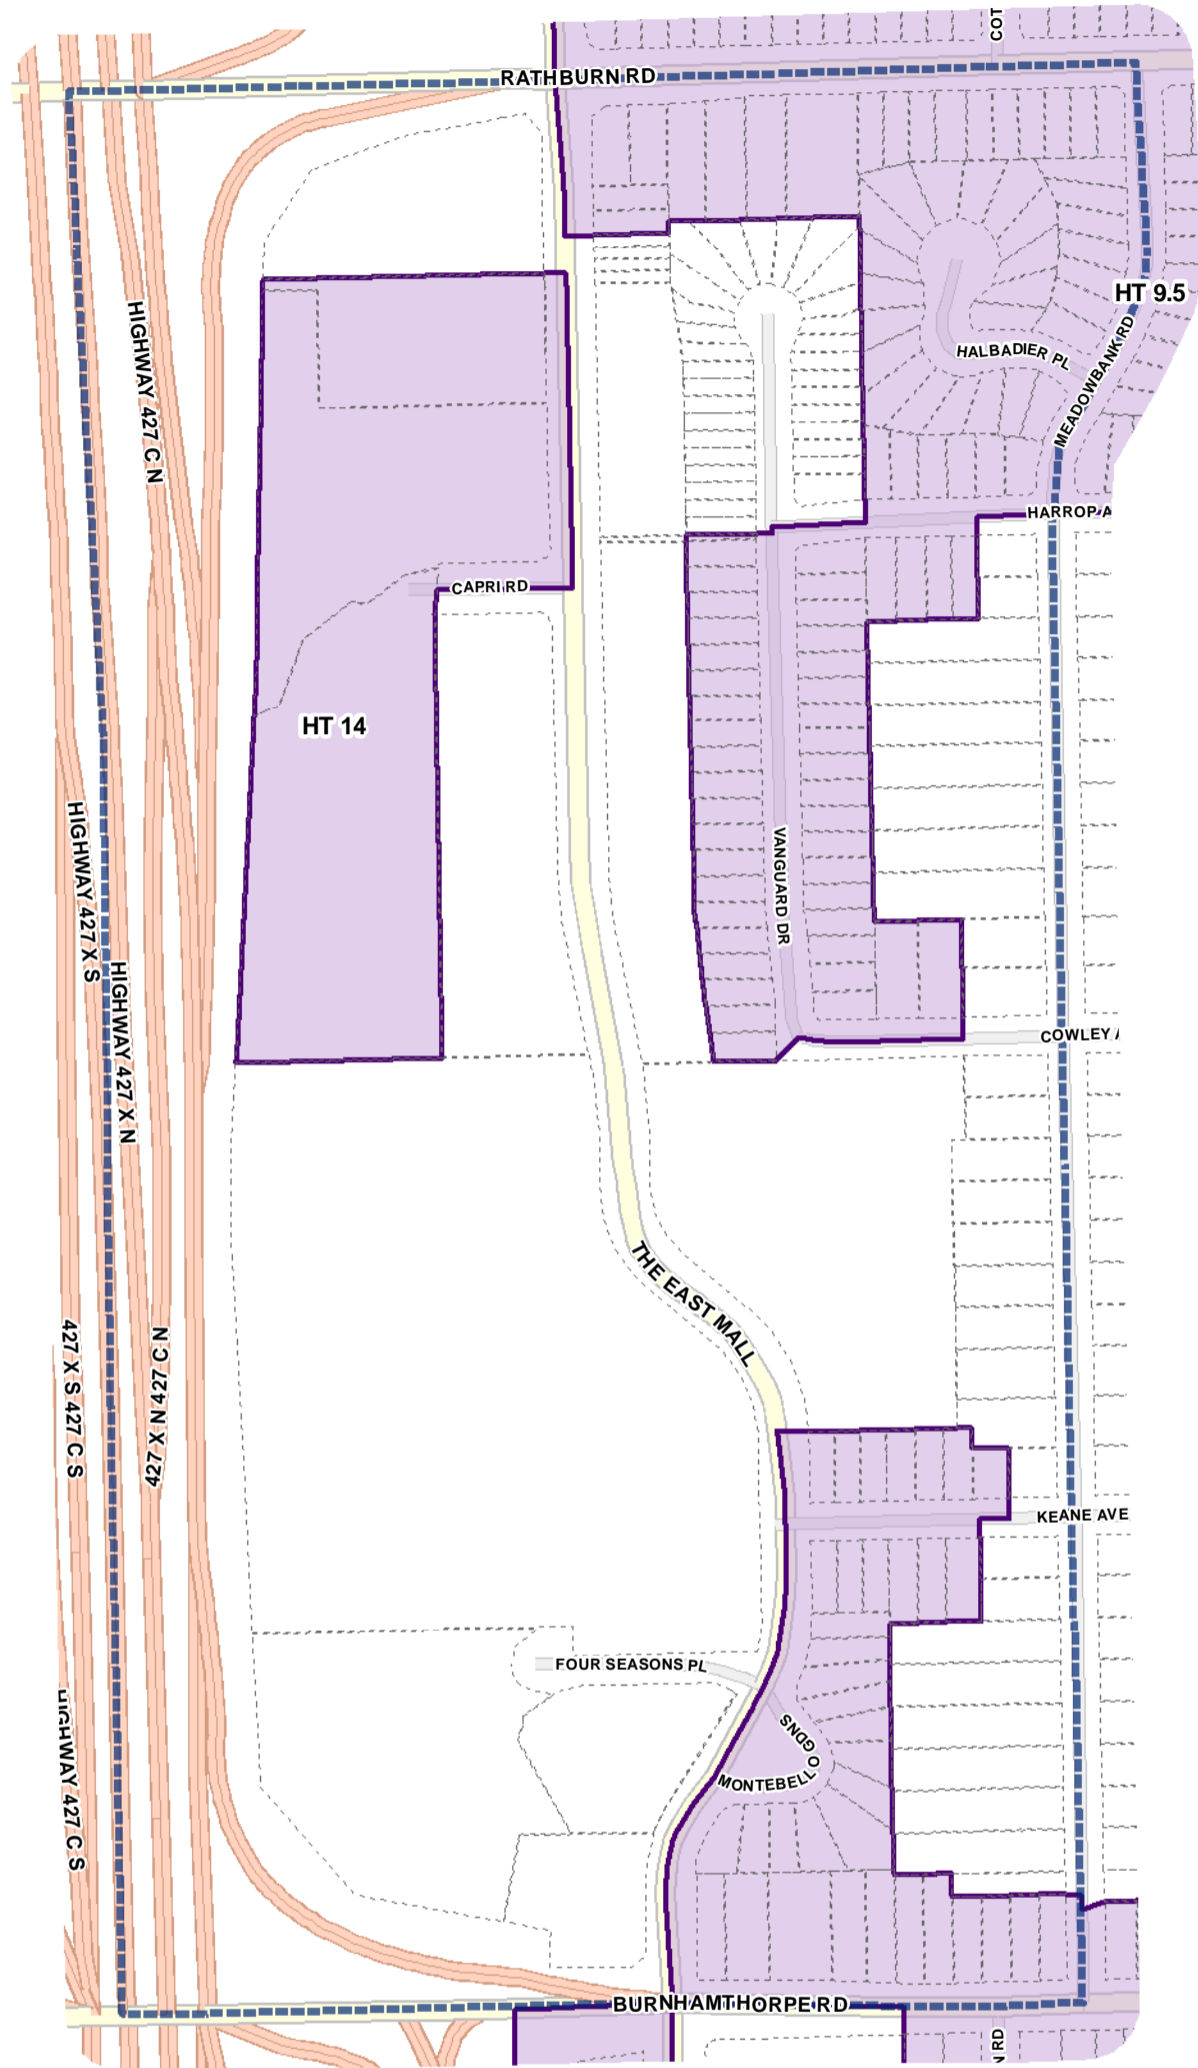 COT
RATHBURN RD
HT 9.5
HIGHWAY 427 C N
HALBADIER PL
MEADOWBANK RD
HARROP A
CAPRI RD
HT 14
VANGUARD DR
HIGHWAY 427 X S
HIGHWAY 427 X N
COWLEY A
THE EAST MALL
427 X S 427 C S
427 X N 427 C N
KEANE AVE
FOUR SEASONS PL
MONTEBELLO GDNS
HIGHWAY 427 C S
BURNHAMTHORPE RD
N RD